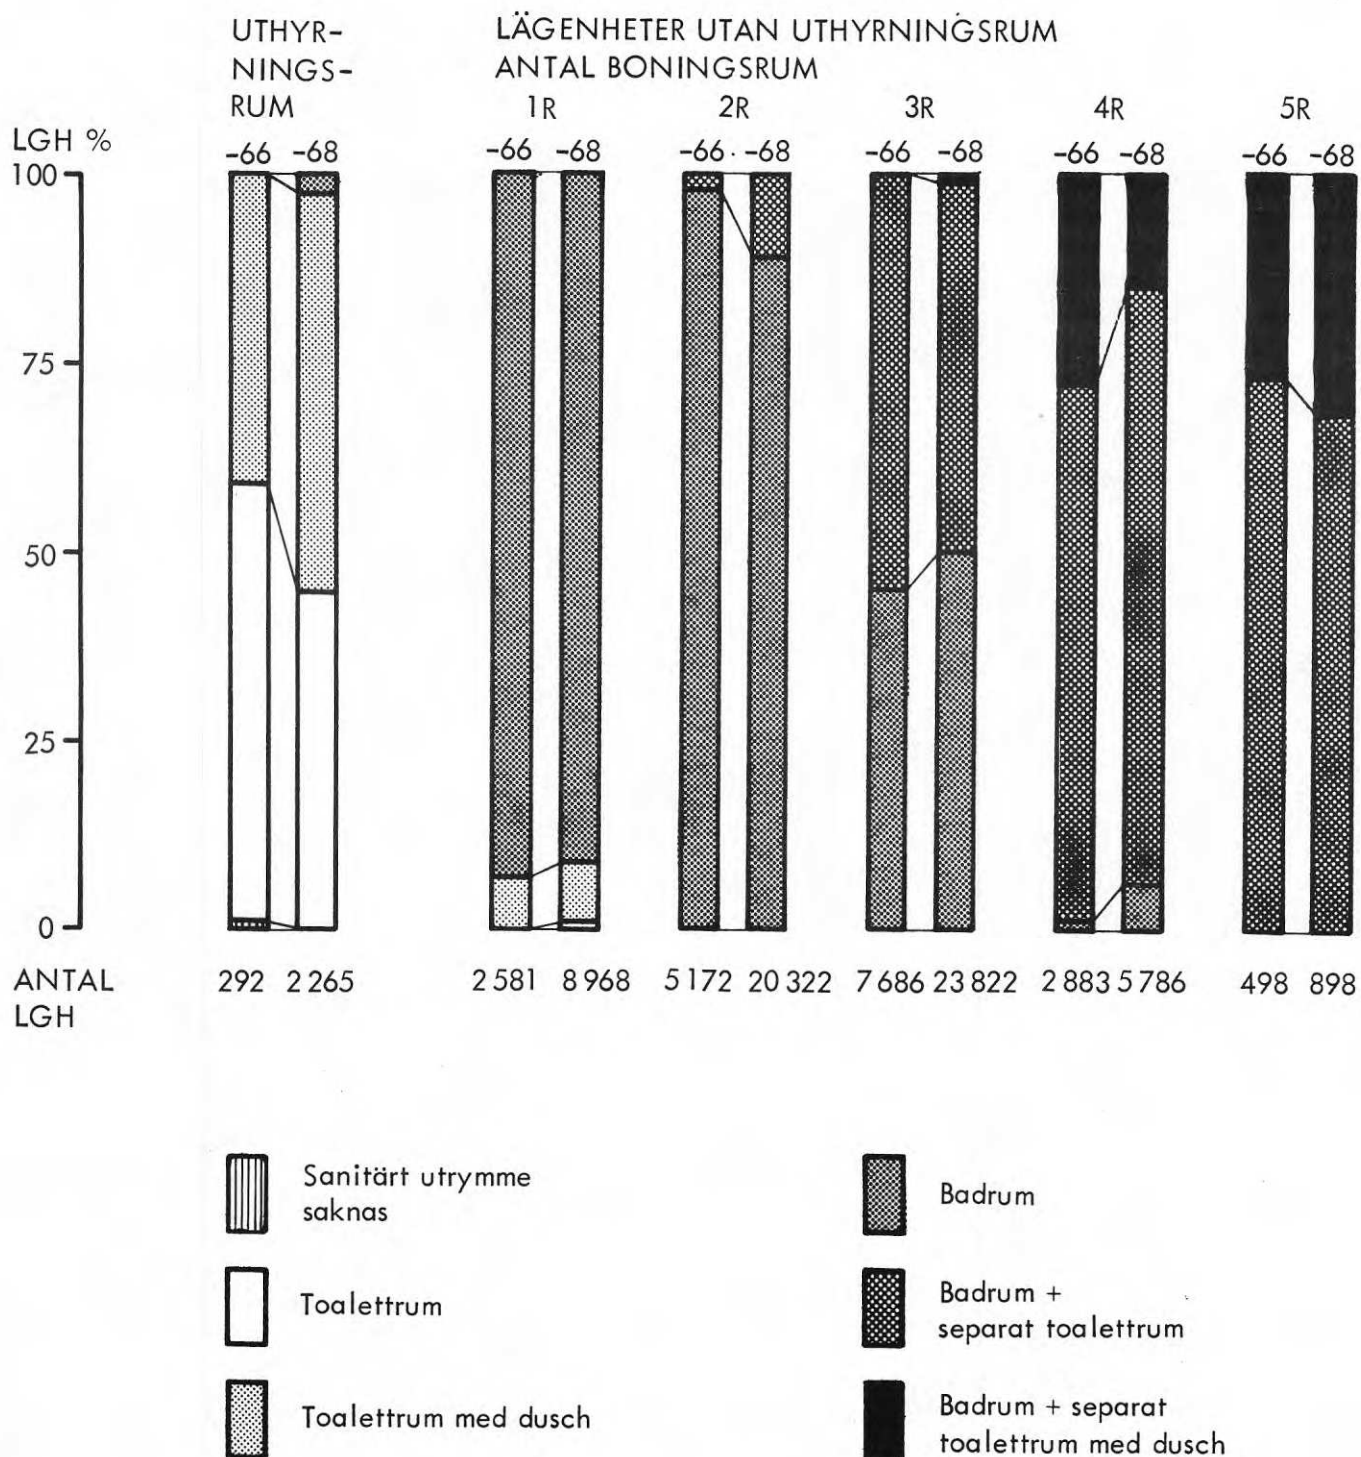 UTHYR-
NINGS-
RUM
LÄGENHETER UTAN UTHYRNINGSRUM
ANTAL BONINGSRUM
1R 2R 3R 4R 5R
LGH %
-66 -68 -66 -68 -66 -68 -66 -68 -66 -68 -66 -68
100
75
50
25
0
ANTAL
LGH
292 2 265 2 581 8 968 5 172 20 322 7 686 23 822 2 883 5 786 498 898
Sanitärt utrymme
saknas
Toalettrum
Toalettrum med dusch
Badrum
Badrum +
separat toalettrum
Badrum + separat
toalettrum med dusch